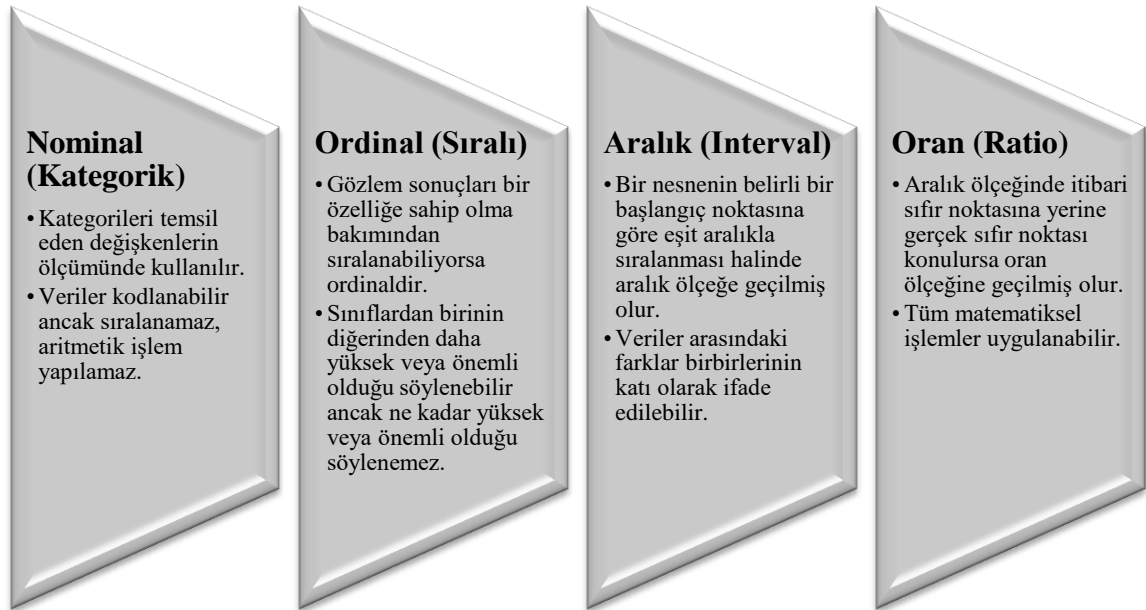 Nominal
(Kategorik)
• Kategorileri temsil
eden değişkenlerin
ölçümünde kullanılır.
• Veriler kodlanabilir
ancak sıralanamaz,
aritmetik işlem
yapılamaz.
Ordinal (Sıralı)
• Gözlem sonuçları bir
özelliğe sahip olma
bakımından
sıralanabiliyorsa
ordinaldir.
• Sınıflardan birinin
diğerinden daha
yüksek veya önemli
olduğu söylenebilir
ancak ne kadar yüksek
veya önemli olduğu
söylenemez.
Aralık (Interval)
• Bir nesnenin belirli bir
başlangıç noktasına
göre eşit aralıkla
sıralanması halinde
aralık ölçeğe geçilmiş
olur.
• Veriler arasındaki
farklar birbirlerinin
katı olarak ifade
edilebilir.
Oran (Ratio)
• Aralık ölçeğinde itibari
sıfır noktasına yerine
gerçek sıfır noktası
konulursa oran
ölçeğine geçilmiş olur.
• Tüm matematiksel
işlemler uygulanabilir.